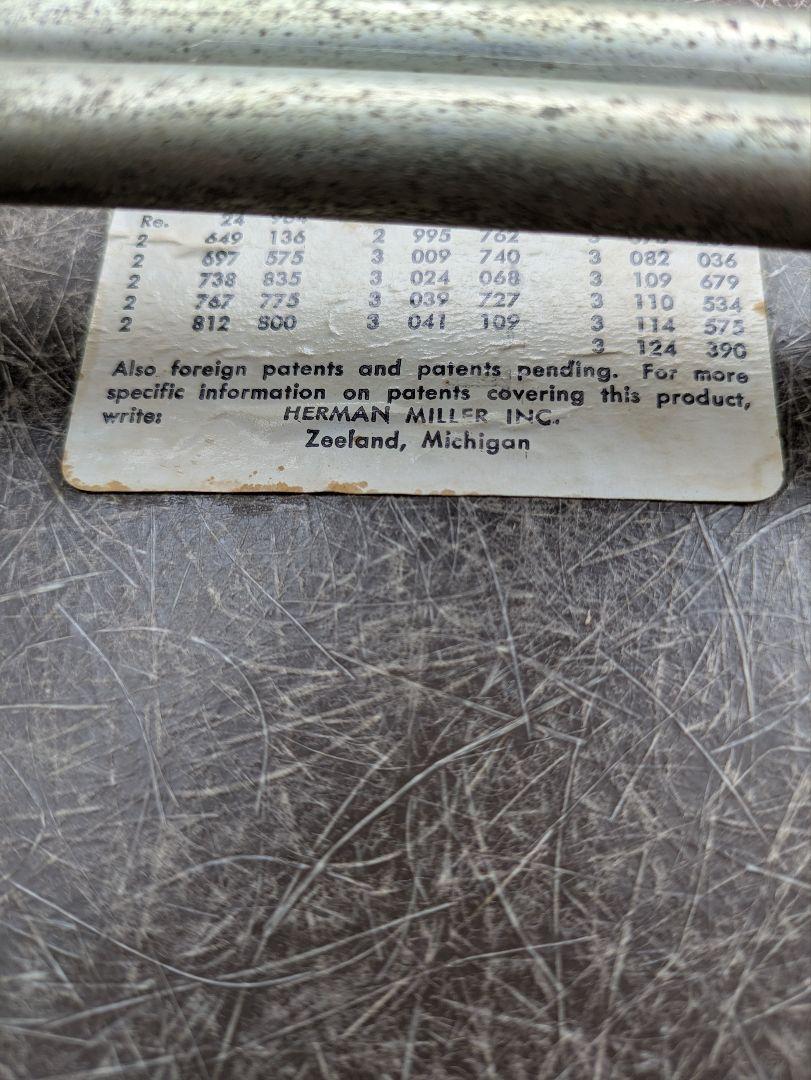 Re. 24
2 649 136 2 995 762 3
2 697 575 3 009 740 3 082 036
2 738 835 3 024 068 3 109 679
2 767 775 3 039 727 3 110 534
2 812 800 3 041 109 3 114 575
3 124 390
Also foreign patents and patents pending. For more
specific information on patents covering this product,
write: HERMAN MILLER INC.
Zeeland, Michigan